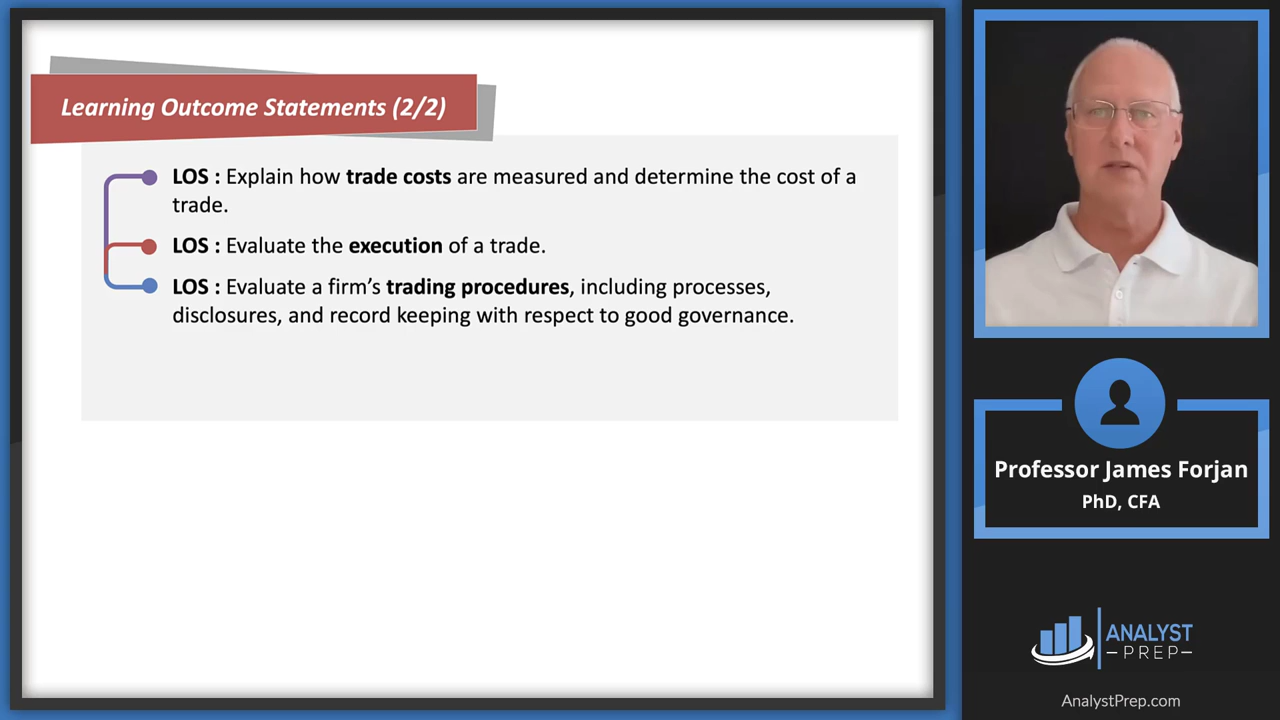 Learning Outcome Statements (2/2)
LOS : Explain how trade costs are measured and determine the cost of a
trade.
LOS : Evaluate the execution of a trade.
LOS : Evaluate a firm’s trading procedures, including processes,
disclosures, and record keeping with respect to good governance.
Professor James Forjan
PhD, CFA
ANALYST
PREP
AnalystPrep.com